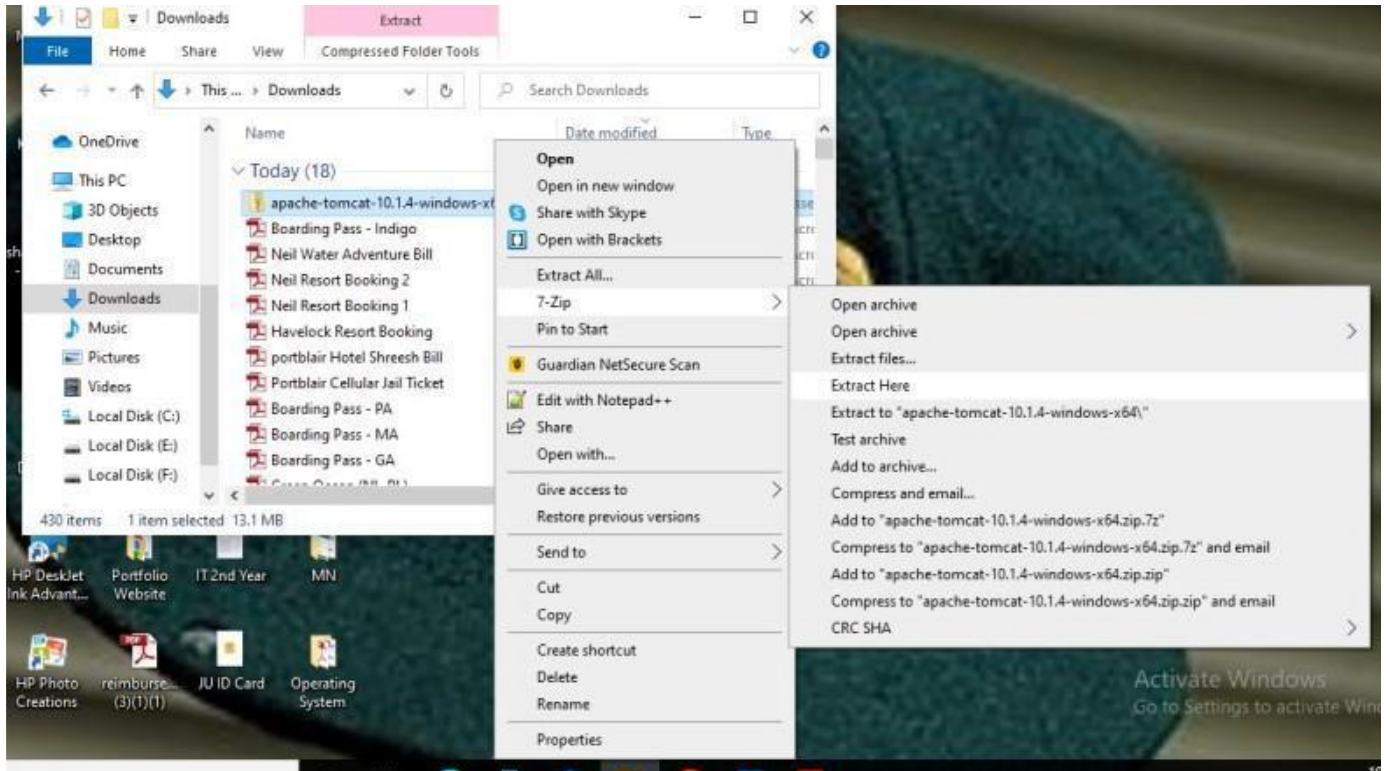 Downloads
Extract
File
Home
Share
View
Compressed Folder Tools
This ... › Downloads
Search Downloads
Name
Date modified
Type
OneDrive
This PC
3D Objects
Desktop
Documents
Downloads
Music
Pictures
Videos
Local Disk (C:)
Local Disk (E:)
Local Disk (F:)
Today (18)
apache-tomcat-10.1.4-windows-x6
Boarding Pass - Indigo
Neil Water Adventure Bill
Neil Resort Booking 2
Neil Resort Booking 1
Havelock Resort Booking
portblair Hotel Shreesh Bill
Portblair Cellular Jail Ticket
Boarding Pass - PA
Boarding Pass - MA
Boarding Pass - GA
430 items 1 item selected 13.1 MB
Open
Open in new window
Share with Skype
Open with Brackets
Extract All...
7-Zip
Pin to Start
Guardian NetSecure Scan
Edit with Notepad++
Share
Open with...
Give access to
Restore previous versions
Send to
Cut
Copy
Create shortcut
Delete
Rename
Properties
Open archive
Open archive
Extract files...
Extract Here
Extract to "apache-tomcat-10.1.4-windows-x64\"
Test archive
Add to archive...
Compress and email...
Add to "apache-tomcat-10.1.4-windows-x64.zip.7z"
Compress to "apache-tomcat-10.1.4-windows-x64.zip.7z" and email
Add to "apache-tomcat-10.1.4-windows-x64.zip.zip"
Compress to "apache-tomcat-10.1.4-windows-x64.zip.zip" and email
CRC SHA
HP DeskJet
Ink Advant...
Portfolio
Website
IT 2nd Year
MN
HP Photo
Creations
reimburse...
(3)(1)(1)
JU ID Card
Operating
System
Activate Windows
Go to Settings to activate Win